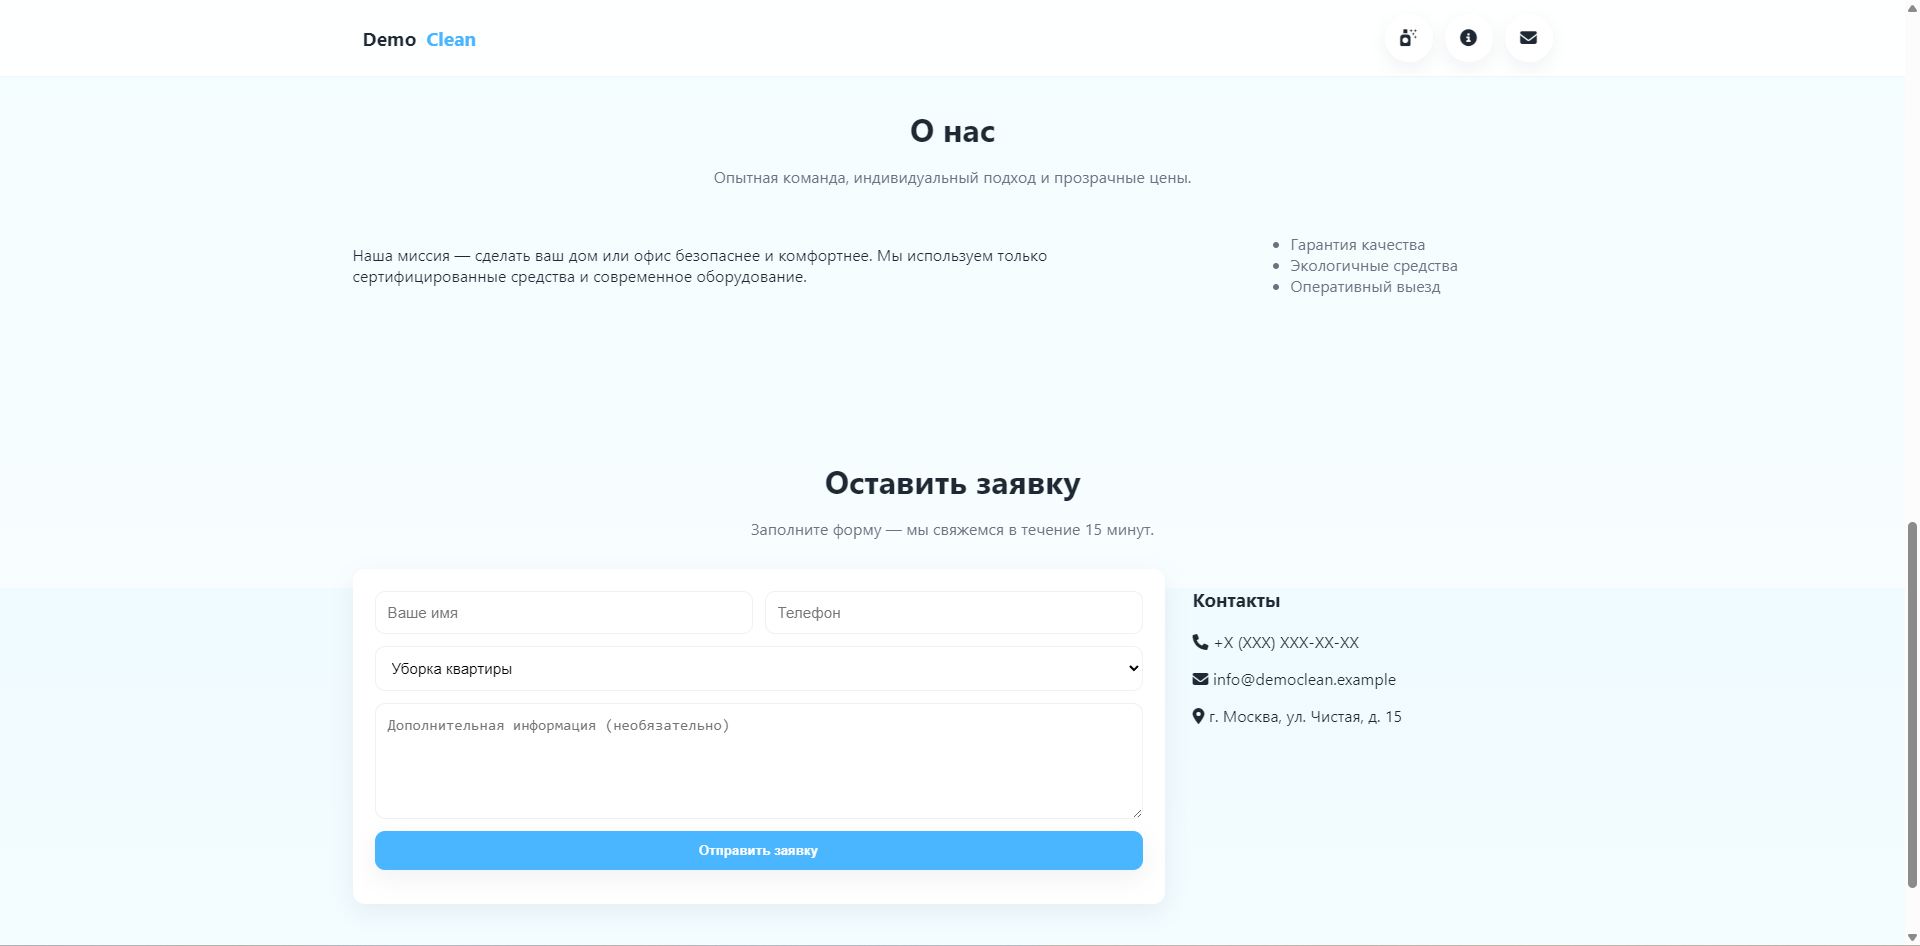 Demo Clean
О нас
Опытная команда, индивидуальный подход и прозрачные цены.
Наша миссия — сделать ваш дом или офис безопаснее и комфортнее. Мы используем только
сертифицированные средства и современное оборудование.
Гарантия качества
Экологичные средства
Оперативный выезд
Оставить заявку
Заполните форму — мы свяжемся в течение 15 минут.
Ваше имя
Телефон
Уборка квартиры
Дополнительная информация (необязательно)
Отправить заявку
Контакты
+X (XXX) XXX-XX-XX
info@democlean.example
г. Москва, ул. Чистая, д. 15